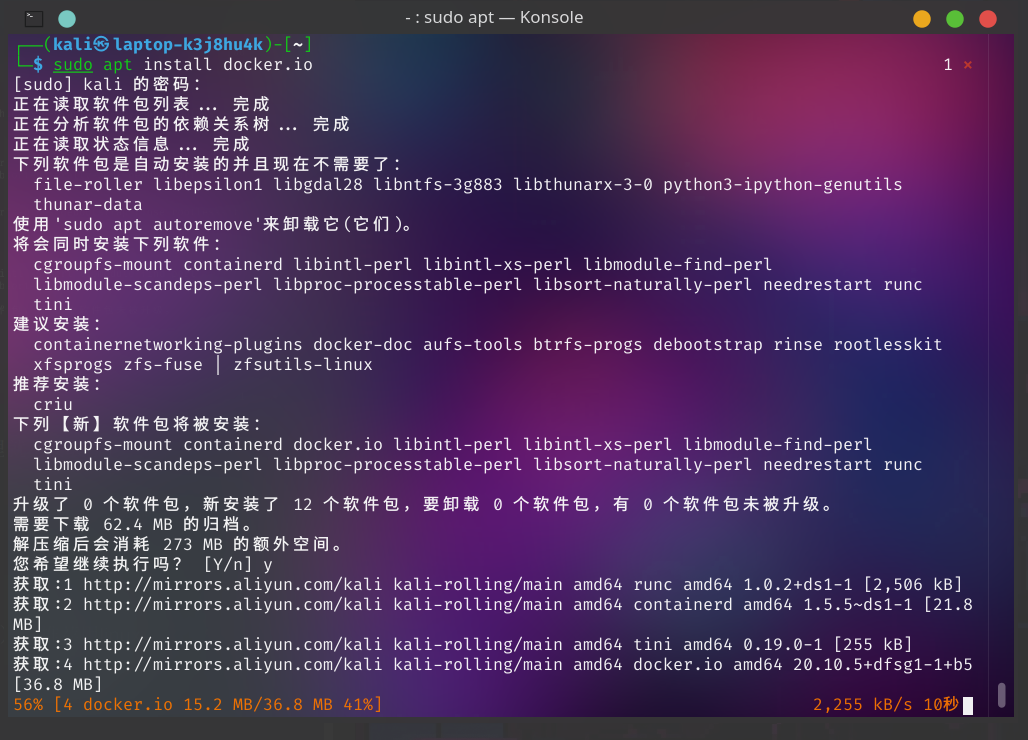 - : sudo apt — Konsole
┌──(kali㉿laptop-k3j8hu4k)-[~]
└─$ sudo apt install docker.io 1 ×
[sudo] kali 的密码：
正在读取软件包列表... 完成
正在分析软件包的依赖关系树... 完成
正在读取状态信息... 完成
下列软件包是自动安装的并且现在不需要了：
file-roller libepsilon1 libgdal28 libntfs-3g883 libthunarx-3-0 python3-ipython-genutils
thunar-data
使用'sudo apt autoremove'来卸载它(它们)。
将会同时安装下列软件：
cgroupfs-mount containerd libintl-perl libintl-xs-perl libmodule-find-perl
libmodule-scandeps-perl libproc-processtable-perl libsort-naturally-perl needrestart runc
tini
建议安装：
containernetworking-plugins docker-doc aufs-tools btrfs-progs debootstrap rinse rootlesskit
xfsprogs zfs-fuse | zfsutils-linux
推荐安装：
criu
下列【新】软件包将被安装：
cgroupfs-mount containerd docker.io libintl-perl libintl-xs-perl libmodule-find-perl
libmodule-scandeps-perl libproc-processtable-perl libsort-naturally-perl needrestart runc
tini
升级了 0 个软件包，新安装了 12 个软件包，要卸载 0 个软件包，有 0 个软件包未被升级。
需要下载 62.4 MB 的归档。
解压缩后会消耗 273 MB 的额外空间。
您希望继续执行吗？ [Y/n] y
获取:1 http://mirrors.aliyun.com/kali kali-rolling/main amd64 runc amd64 1.0.2+ds1-1 [2,506 kB]
获取:2 http://mirrors.aliyun.com/kali kali-rolling/main amd64 containerd amd64 1.5.5~ds1-1 [21.8
MB]
获取:3 http://mirrors.aliyun.com/kali kali-rolling/main amd64 tini amd64 0.19.0-1 [255 kB]
获取:4 http://mirrors.aliyun.com/kali kali-rolling/main amd64 docker.io amd64 20.10.5+dfsg1-1+b5
[36.8 MB]
56% [4 docker.io 15.2 MB/36.8 MB 41%] 2,255 kB/s 10秒